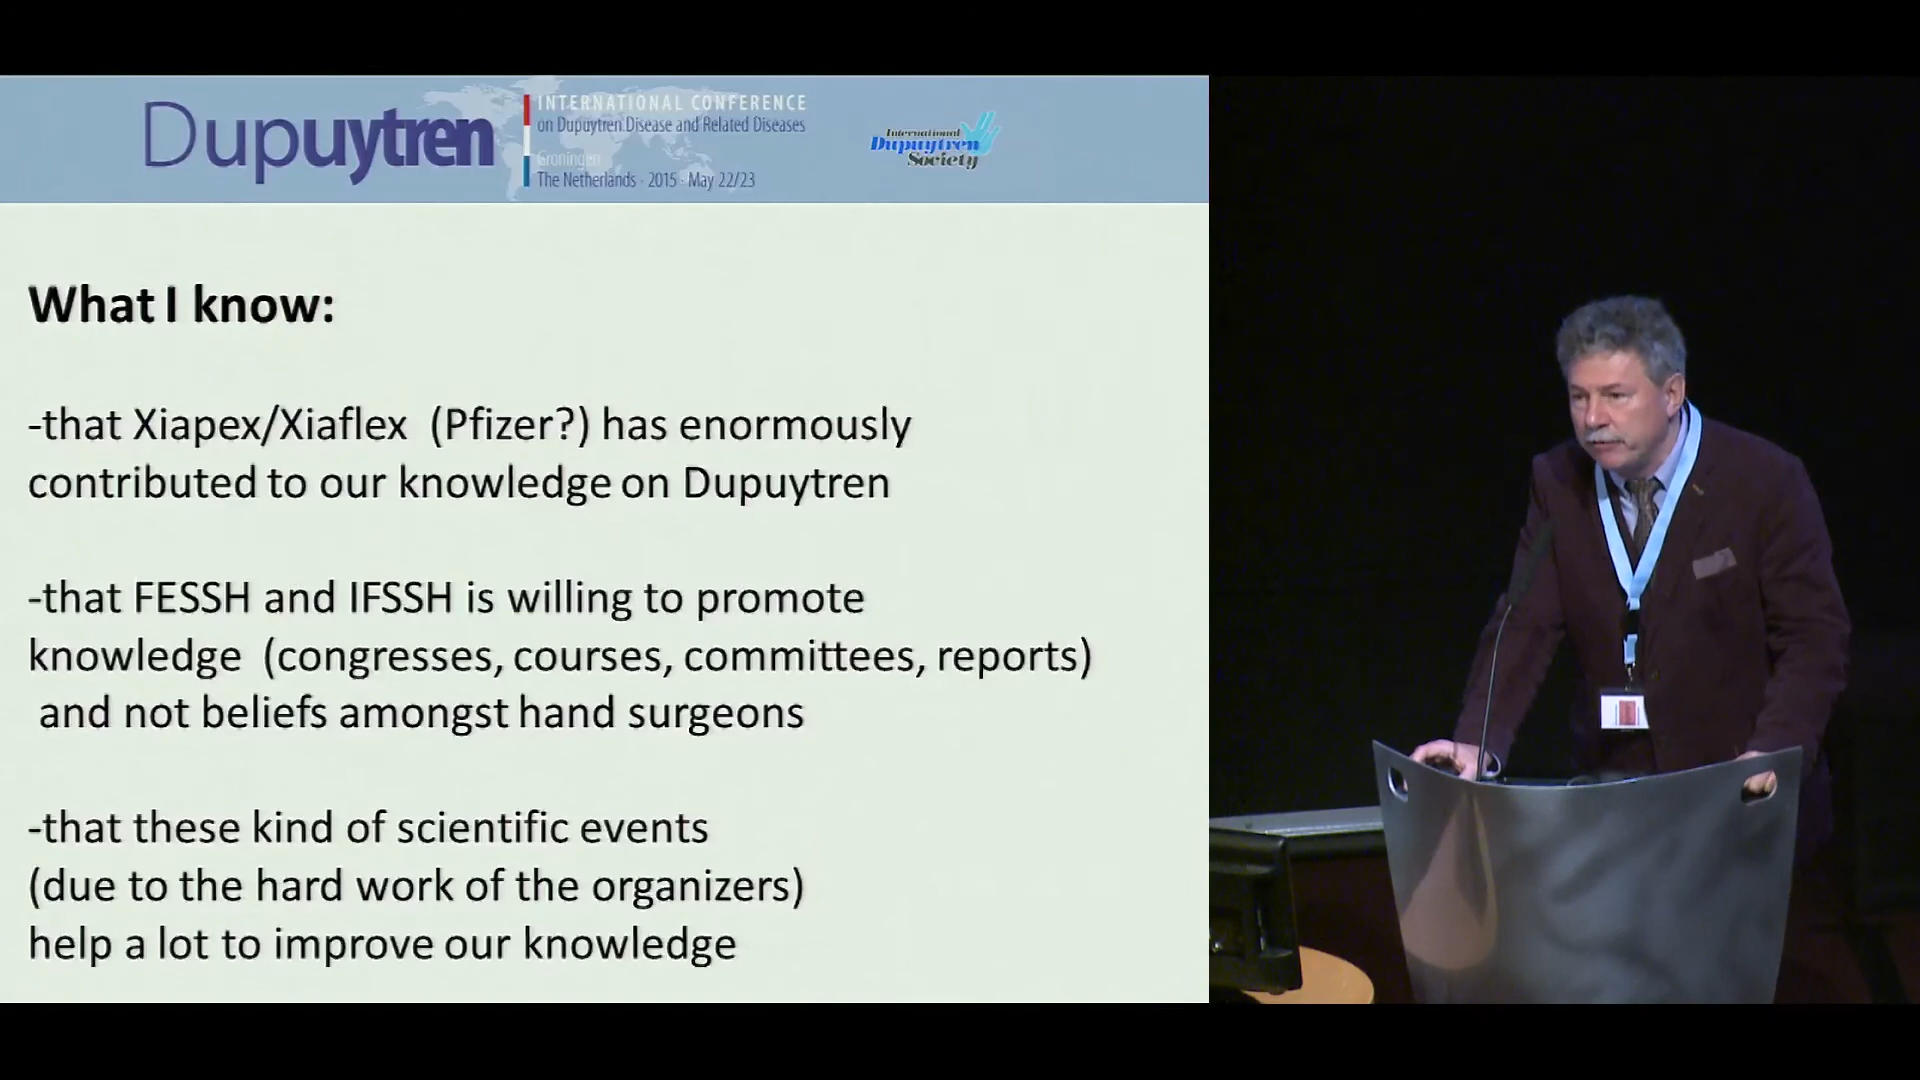 Dupuytren
INTERNATIONAL CONFERENCE
on Dupuytren Disease and Related Diseases
Groningen
The Netherlands · 2015 · May 22/23
International
Dupuytren
Society
What I know:
-that Xiapex/Xiaflex (Pfizer?) has enormously
contributed to our knowledge on Dupuytren
-that FESSH and IFSSH is willing to promote
knowledge (congresses, courses, committees, reports)
and not beliefs amongst hand surgeons
-that these kind of scientific events
(due to the hard work of the organizers)
help a lot to improve our knowledge